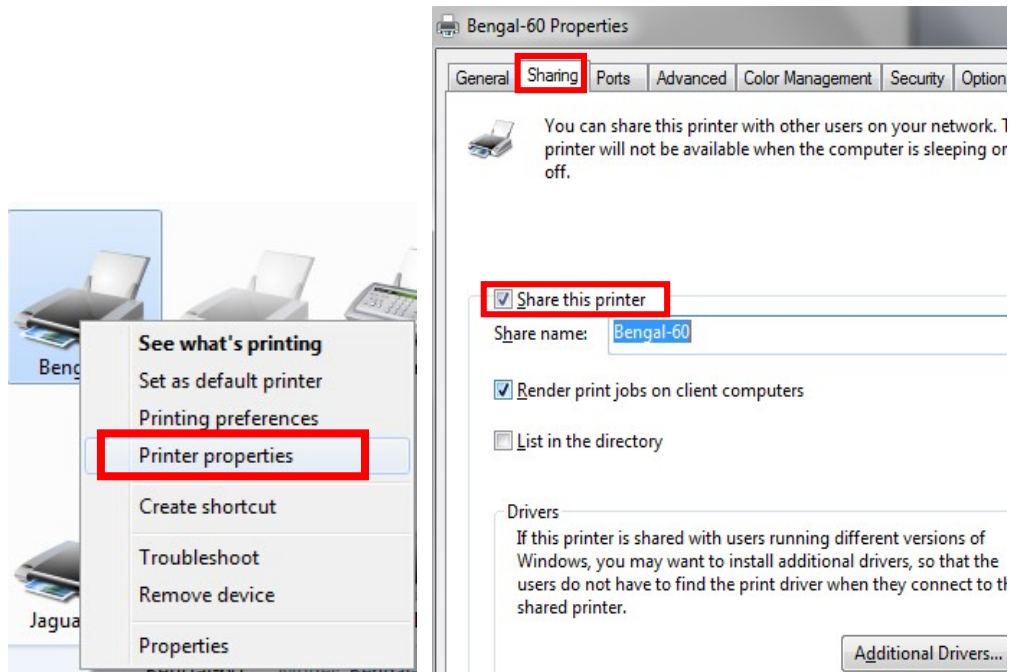 Beng
See what's printing
Set as default printer
Printing preferences
Printer properties
Create shortcut
Troubleshoot
Remove device
Jagua
Properties
Bengal-60 Properties
General Sharing Ports Advanced Color Management Security Option
You can share this printer with other users on your network.
printer will not be available when the computer is sleeping or
off.
Share this printer
Share name: Bengal-60
Render print jobs on client computers
List in the directory
Drivers
If this printer is shared with users running different versions of
Windows, you may want to install additional drivers, so that the
users do not have to find the print driver when they connect to th
shared printer.
Additional Drivers...